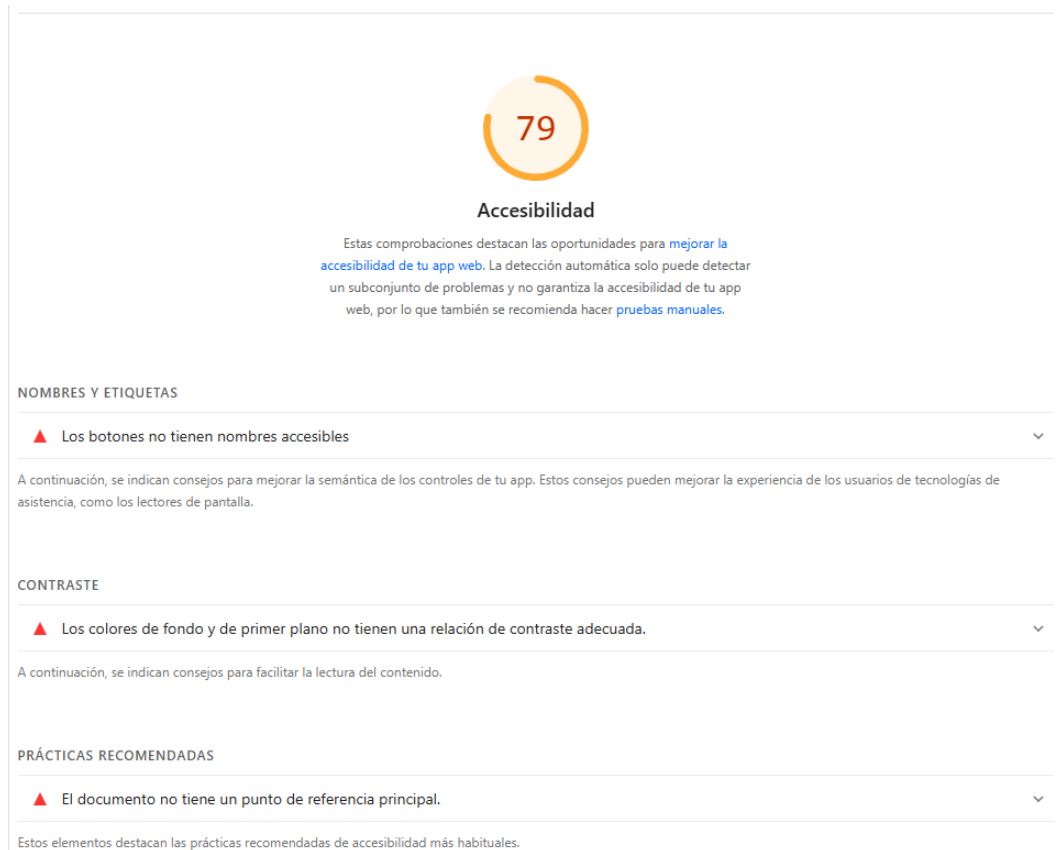 79
Accesibilidad
Estas comprobaciones destacan las oportunidades para mejorar la
accesibilidad de tu app web. La detección automática solo puede detectar
un subconjunto de problemas y no garantiza la accesibilidad de tu app
web, por lo que también se recomienda hacer pruebas manuales.
NOMBRES Y ETIQUETAS
Los botones no tienen nombres accesibles
A continuación, se indican consejos para mejorar la semántica de los controles de tu app. Estos consejos pueden mejorar la experiencia de los usuarios de tecnologías de
asistencia, como los lectores de pantalla.
CONTRASTE
Los colores de fondo y de primer plano no tienen una relación de contraste adecuada.
A continuación, se indican consejos para facilitar la lectura del contenido.
PRÁCTICAS RECOMENDADAS
El documento no tiene un punto de referencia principal.
Estos elementos destacan las prácticas recomendadas de accesibilidad más habituales.